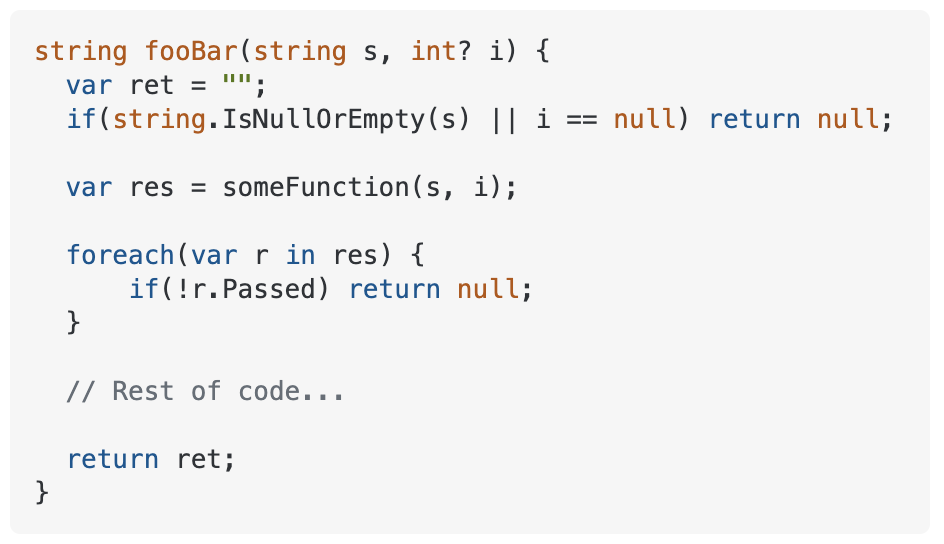 string fooBar(string s, int? i) {
  var ret = "";
  if(string.IsNullOrEmpty(s) || i == null) return null;

  var res = someFunction(s, i);

  foreach(var r in res) {
      if(!r.Passed) return null;
  }

  // Rest of code...

  return ret;
}